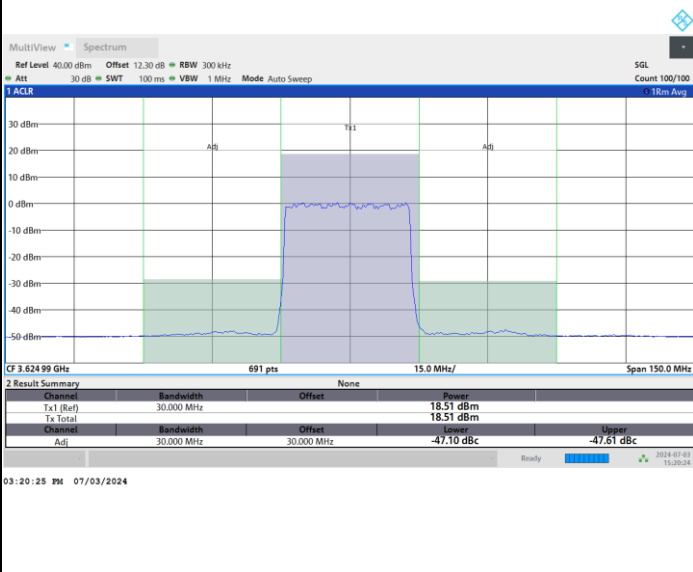 MultiView Spectrum
Ref Level 40.00 dBm Offset 12.30 dB RBW 300 kHz SGL
Att 30 dB SWT 100 ms VBW 1 MHz Mode Auto Sweep Count 100/100
1 ACLR 1Rm Avg
30 dBm
Tx1
20 dBm
Adj Adj
10 dBm
0 dBm
-10 dBm
-20 dBm
-30 dBm
-40 dBm
-50 dBm
CF 3.624 99 GHz 691 pts 15.0 MHz/ Span 150.0 MHz
2 Result Summary None
Channel Bandwidth Offset Power
Tx1 (Ref) 30.000 MHz 18.51 dBm
Tx Total 18.51 dBm
Channel Bandwidth Offset Lower Upper
Adj 30.000 MHz 30.000 MHz -47.10 dBc -47.61 dBc
Ready 2024-07-03
15:20:24
03:20:25 PM 07/03/2024